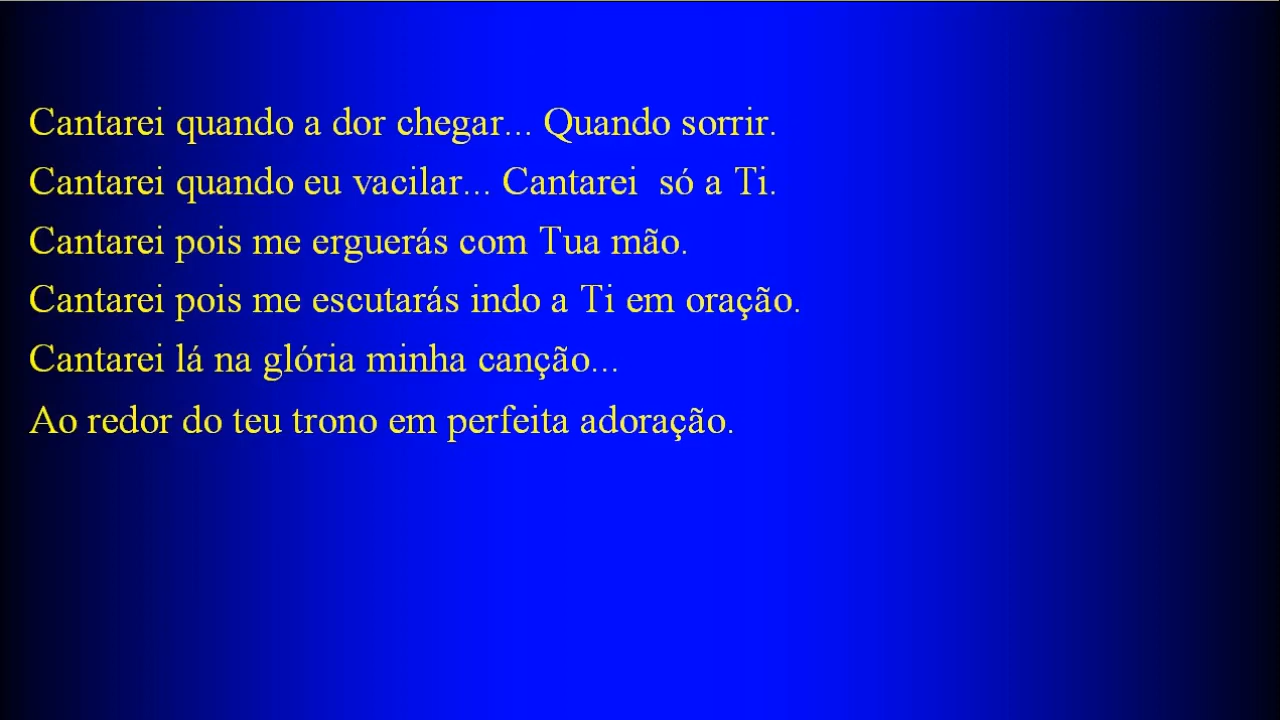 Cantarei quando a dor chegar... Quando sorrir.
Cantarei quando eu vacilar... Cantarei  só a Ti.
Cantarei pois me erguerás com Tua mão.
Cantarei pois me escutarás indo a Ti em oração.
Cantarei lá na glória minha canção...
Ao redor do teu trono em perfeita adoração.